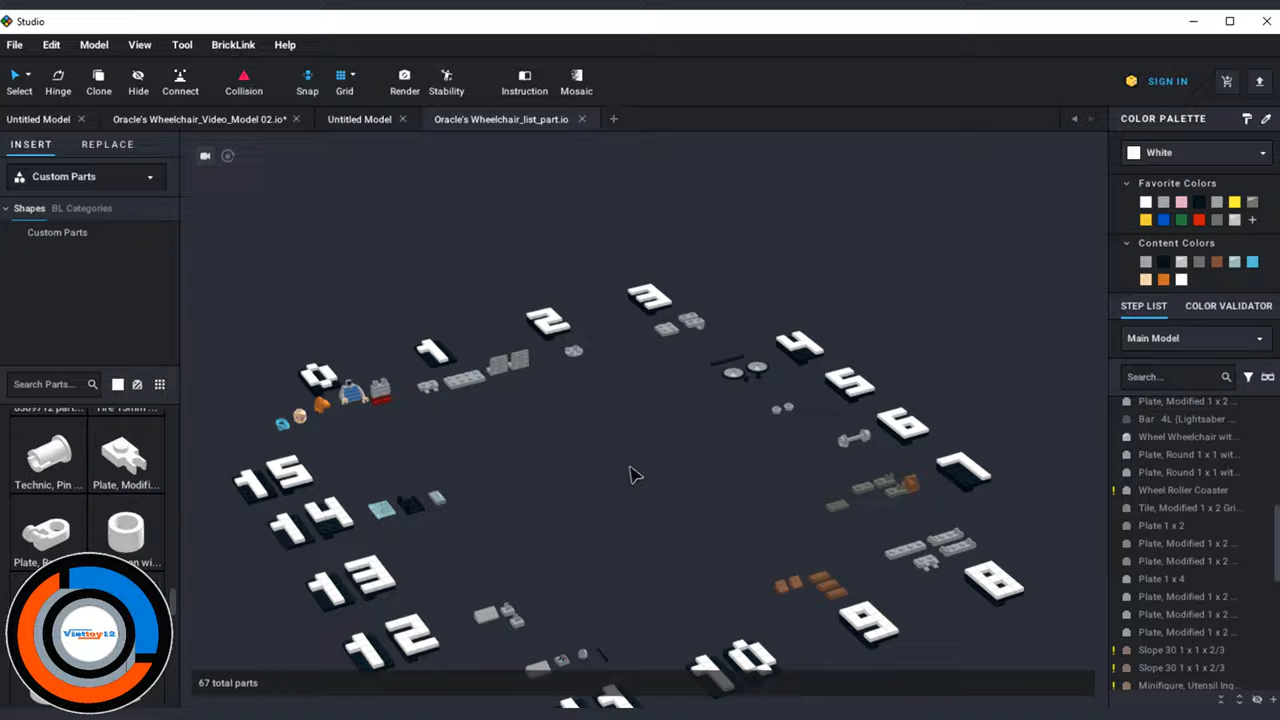 Studio
File Edit Model View Tool BrickLink Help
Select Hinge Clone Hide Connect Collision Snap Grid Render Stability Instruction Mosaic SIGN IN
Untitled Model Oracle's Wheelchair_Video_Model 02.io* Untitled Model Oracle's Wheelchair_list_part.io
INSERT REPLACE
Custom Parts
Shapes BL Categories
Custom Parts
Search Parts...
Technic, Pin ... Plate, Modifi...
Viettoy12
0 1 2 3 4 5 6 7 8 9 10 12 13 14 15
67 total parts
COLOR PALETTE
White
Favorite Colors
Content Colors
STEP LIST COLOR VALIDATOR
Main Model
Search...
Plate, Modified 1 x 2 ...
Bar 4L (Lightsaber ...
Wheel Wheelchair wit...
Plate, Round 1 x 1 wit...
Plate, Round 1 x 1 wit...
Wheel Roller Coaster
Tile, Modified 1 x 2 Gri...
Plate 1 x 2
Plate, Modified 1 x 2 ...
Plate, Modified 1 x 2 ...
Plate 1 x 4
Plate, Modified 1 x 2 ...
Plate, Modified 1 x 2 ...
Plate, Modified 1 x 2 ...
Slope 30 1 x 1 x 2/3
Slope 30 1 x 1 x 2/3
Minifigure, Utensil Ing...